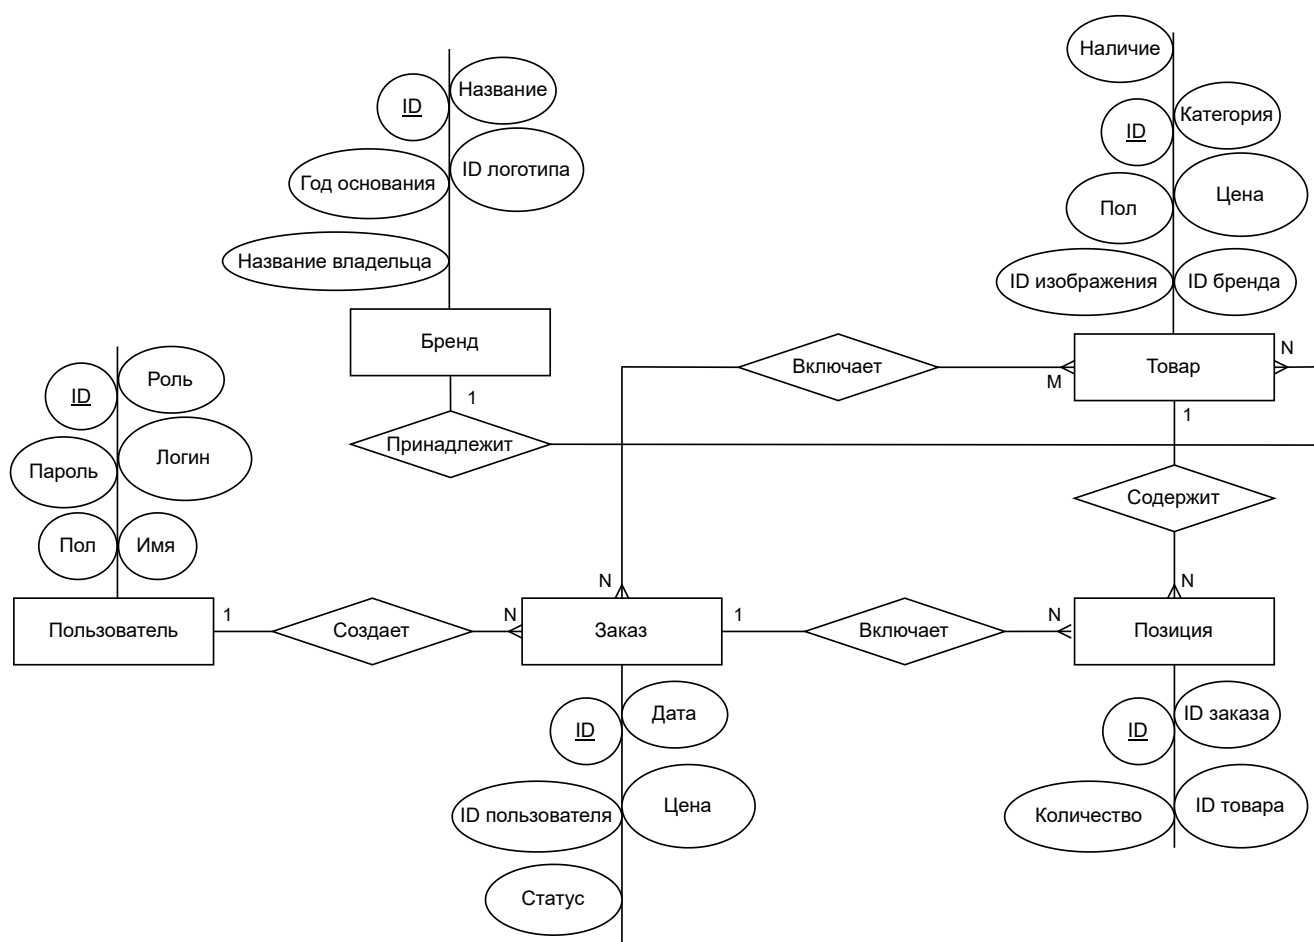 Наличие
Название
ID
Категория
ID
Год основания
ID логотипа
Пол
Цена
Название владельца
ID изображения
ID бренда
Бренд
Включает
M
Товар
N
1
1
Принадлежит
Содержит
Роль
ID
Логин
Пароль
Пол
Имя
N
N
Пользователь
1
Создает
N
Заказ
1
Включает
N
Позиция
Дата
ID
ID заказа
ID
ID пользователя
Цена
Количество
ID товара
Статус